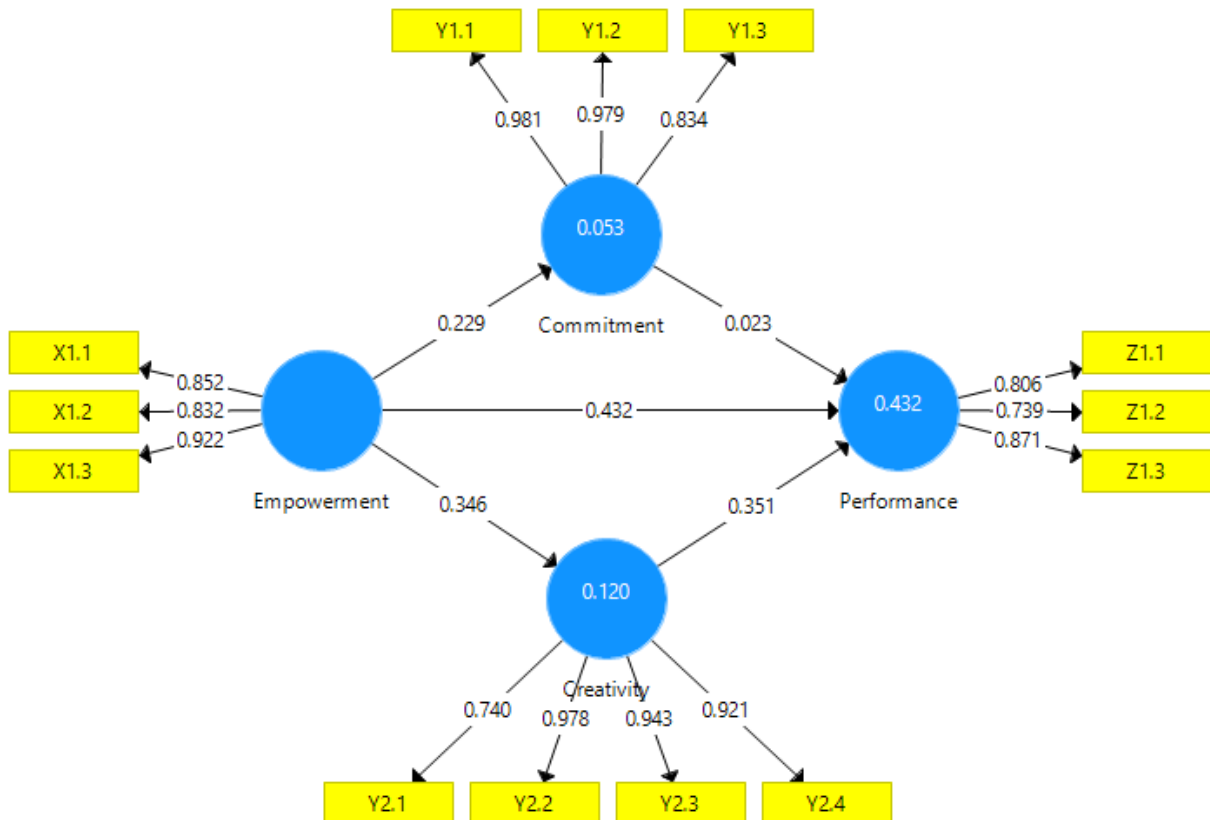 Y1.1
Y1.2
Y1.3
0.981
0.979
0.834
0.053
Commitment
0.229
0.023
X1.1
X1.2
X1.3
0.852
0.832
0.922
Empowerment
0.432
0.432
Performance
0.806
0.739
0.871
Z1.1
Z1.2
Z1.3
0.346
0.351
0.120
Creativity
0.740
0.978
0.943
0.921
Y2.1
Y2.2
Y2.3
Y2.4